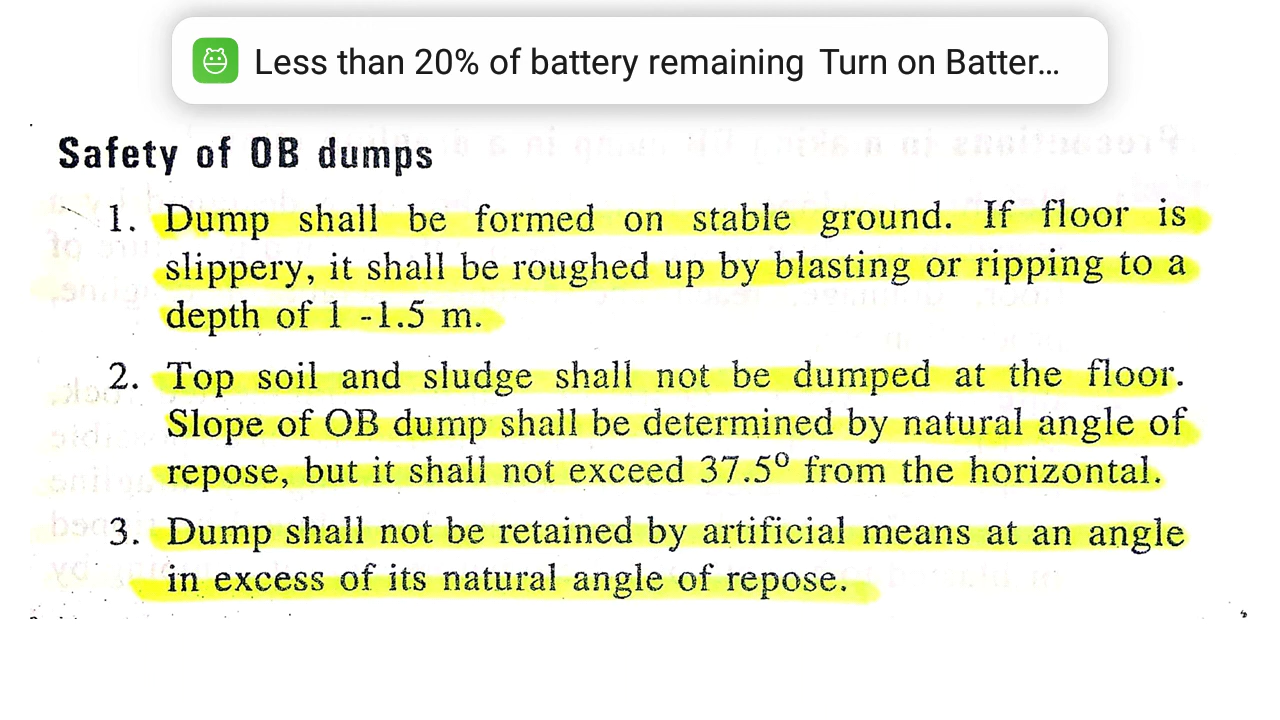 Less than 20% of battery remaining Turn on Batter...
Safety of OB dumps
1. Dump shall be formed on stable ground. If floor is
slippery, it shall be roughed up by blasting or ripping to a
depth of 1 -1.5 m.
2. Top soil and sludge shall not be dumped at the floor.
Slope of OB dump shall be determined by natural angle of
repose, but it shall not exceed 37.5⁰ from the horizontal.
3. Dump shall not be retained by artificial means at an angle
in excess of its natural angle of repose.